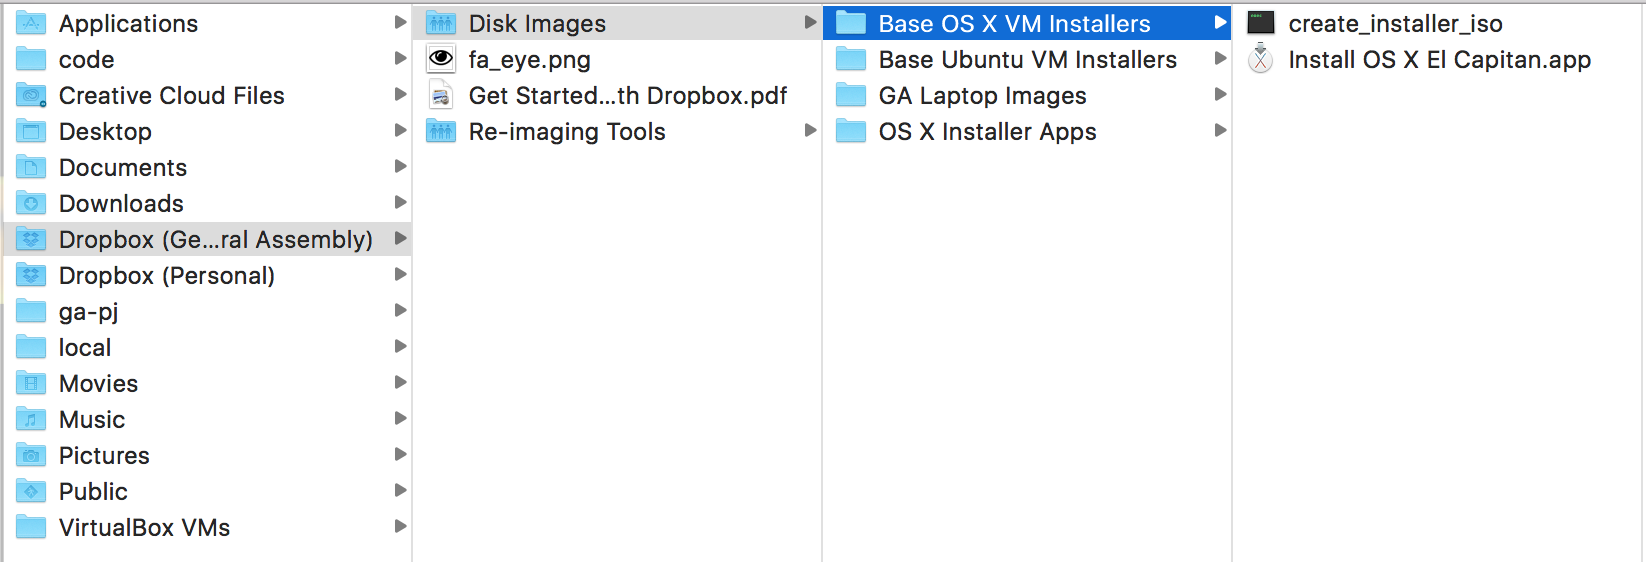 Applications
code
Creative Cloud Files
Desktop
Documents
Downloads
Dropbox (Ge...ral Assembly)
Dropbox (Personal)
ga-pj
local
Movies
Music
Pictures
Public
VirtualBox VMs
Disk Images
fa_eye.png
Get Started...th Dropbox.pdf
Re-imaging Tools
Base OS X VM Installers
Base Ubuntu VM Installers
GA Laptop Images
OS X Installer Apps
create_installer_iso
Install OS X El Capitan.app